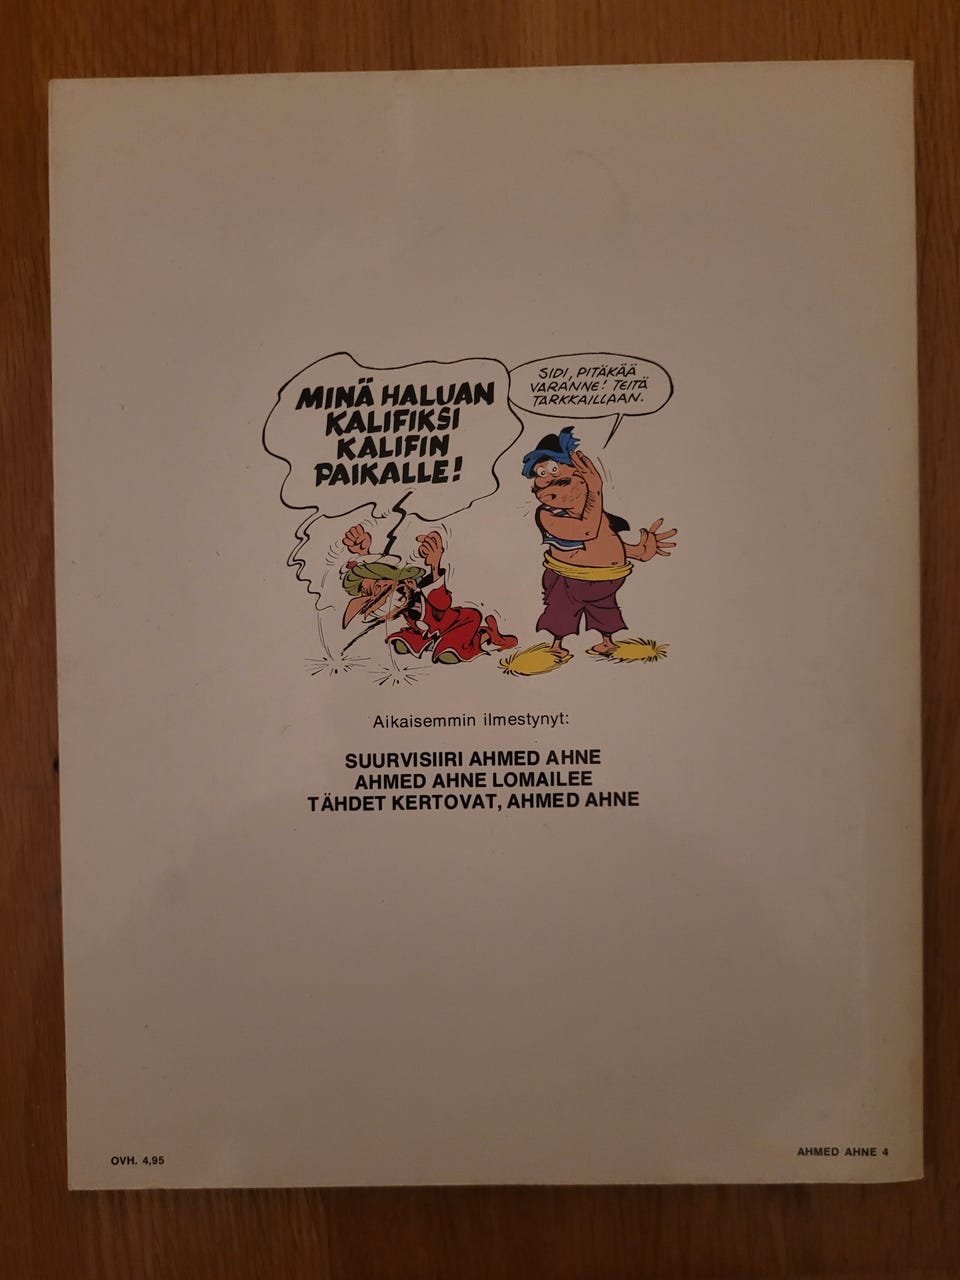 MINÄ HALUAN
KALIFIKSI
KALIFIN
PAIKALLE!
SIDI, PITÄKÄÄ
VARANNE! TEITÄ
TARKKAILLAAN.
Aikaisemmin ilmestynyt:
SUURVISIIRI AHMED AHNE
AHMED AHNE LOMAILEE
TÄHDET KERTOVAT, AHMED AHNE
OVH. 4,95
AHMED AHNE 4